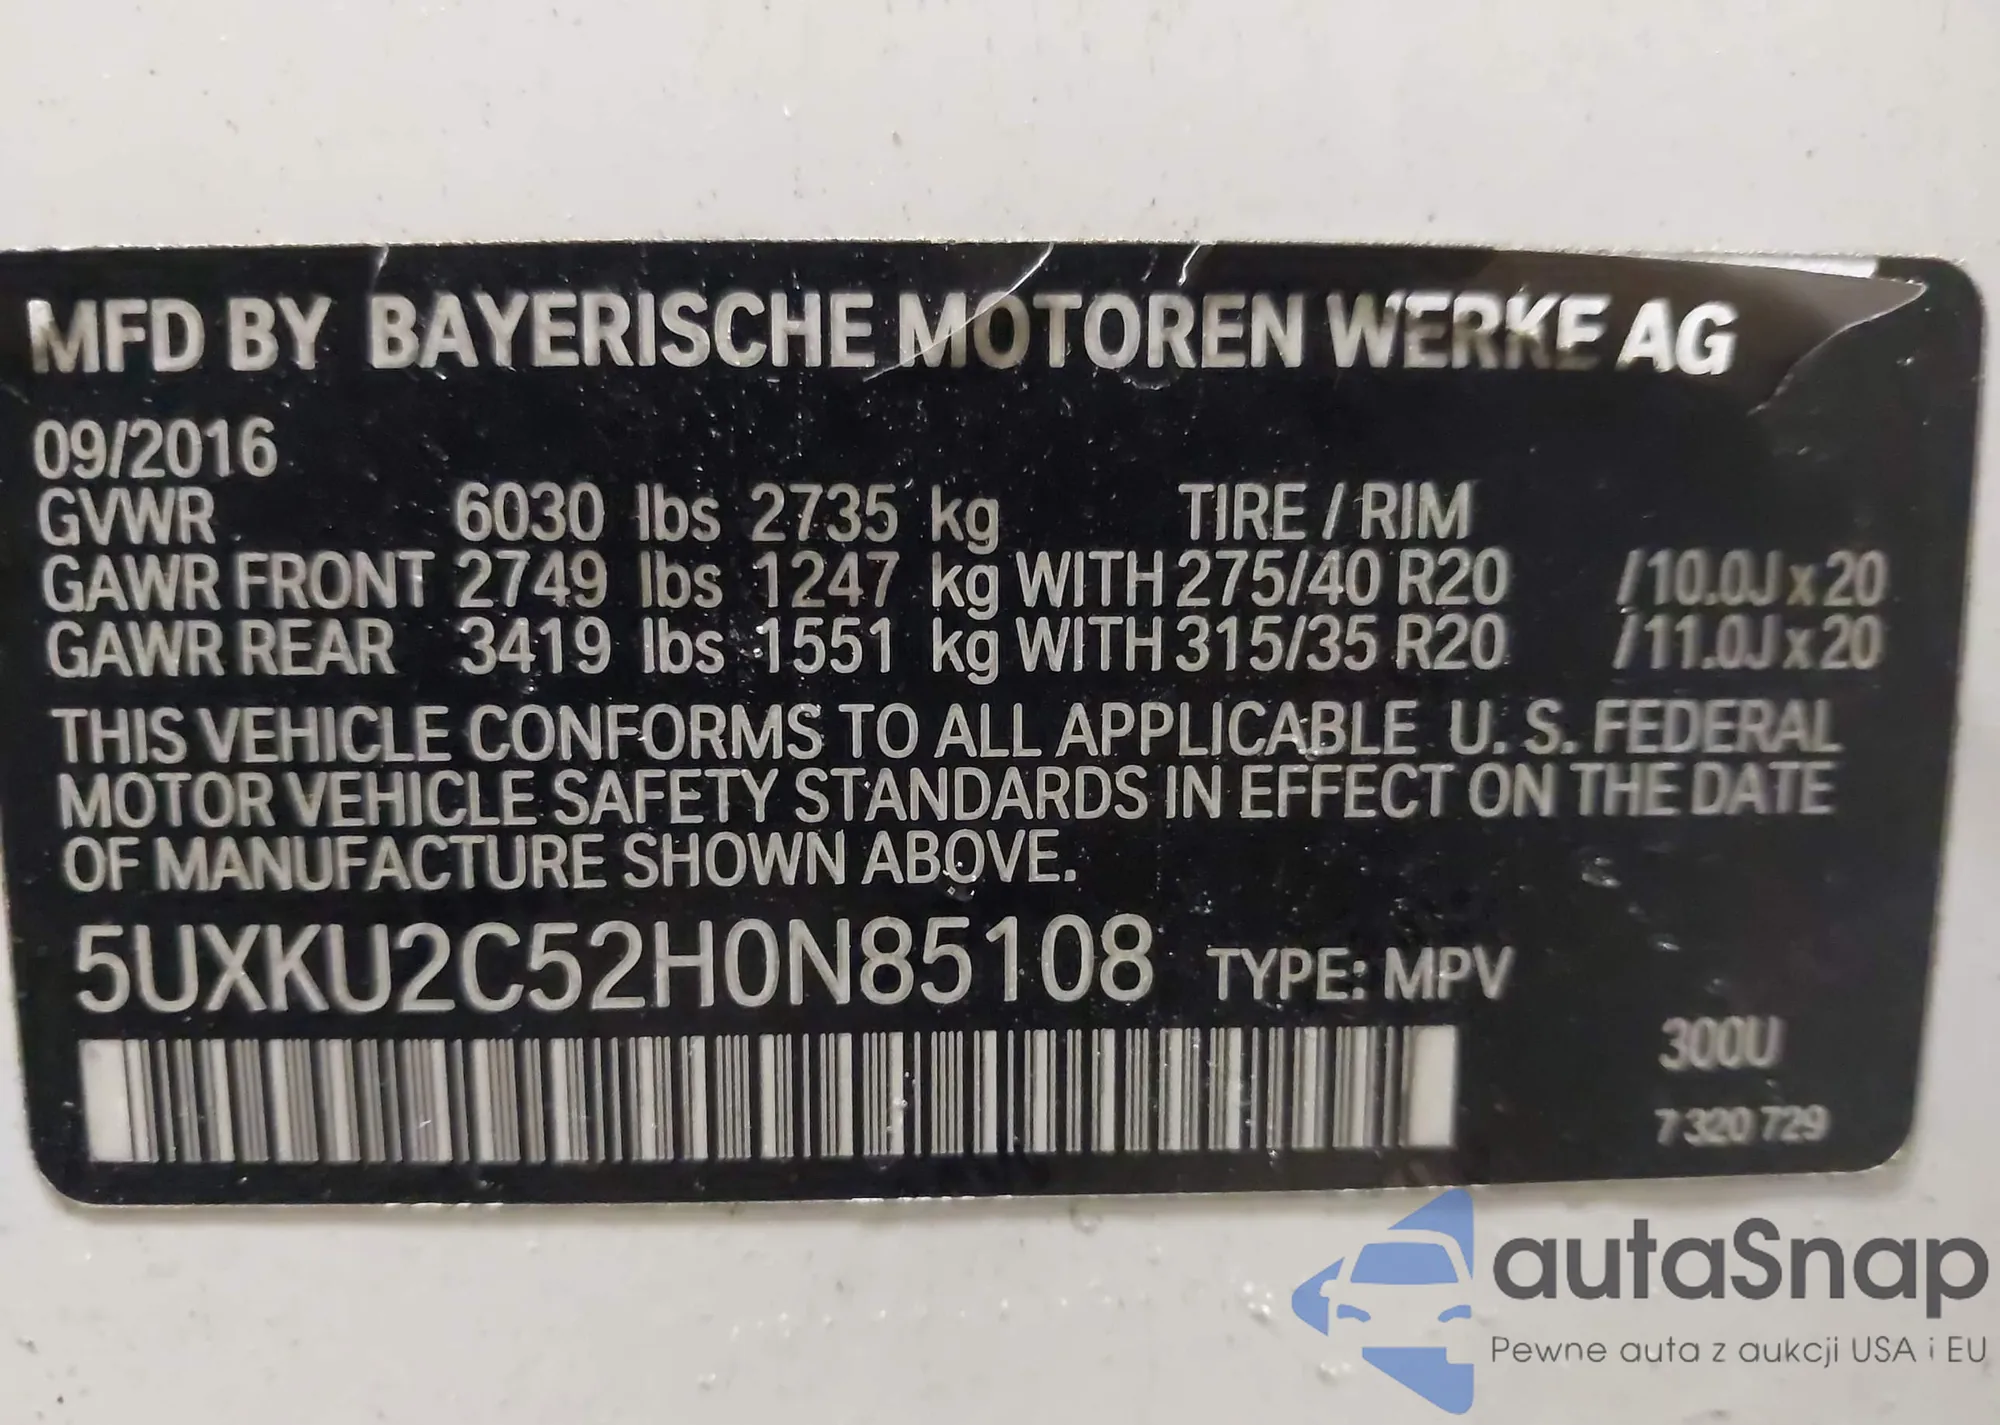 MFD BY BAYERISCHE MOTOREN WERKE AG
09/2016
GVWR 6030 lbs 2735 kg TIRE / RIM
GAWR FRONT 2749 lbs 1247 kg WITH 275/40 R20 /10.0J x 20
GAWR REAR 3419 lbs 1551 kg WITH 315/35 R20 /11.0J x 20
THIS VEHICLE CONFORMS TO ALL APPLICABLE U. S. FEDERAL
MOTOR VEHICLE SAFETY STANDARDS IN EFFECT ON THE DATE
OF MANUFACTURE SHOWN ABOVE.
5UXKU2C52H0N85108 TYPE: MPV
300U
7 320 729
autaSnap
Pewne auta z aukcji USA i EU